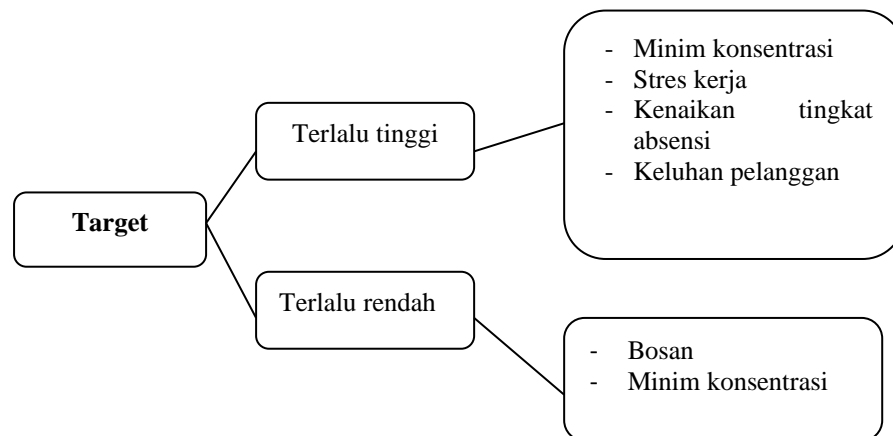 Target
Terlalu tinggi
- Minim konsentrasi
- Stres kerja
- Kenaikan tingkat
absensi
- Keluhan pelanggan
Terlalu rendah
- Bosan
- Minim konsentrasi